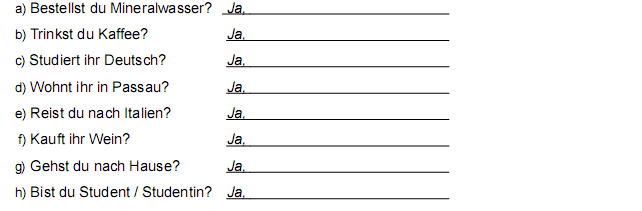 a) Bestellst du Mineralwasser? Ja,
b) Trinkst du Kaffee? Ja,
c) Studiert ihr Deutsch? Ja,
d) Wohnt ihr in Passau? Ja,
e) Reist du nach Italien? Ja,
f) Kauft ihr Wein? Ja,
g) Gehst du nach Hause? Ja,
h) Bist du Student / Studentin? Ja,